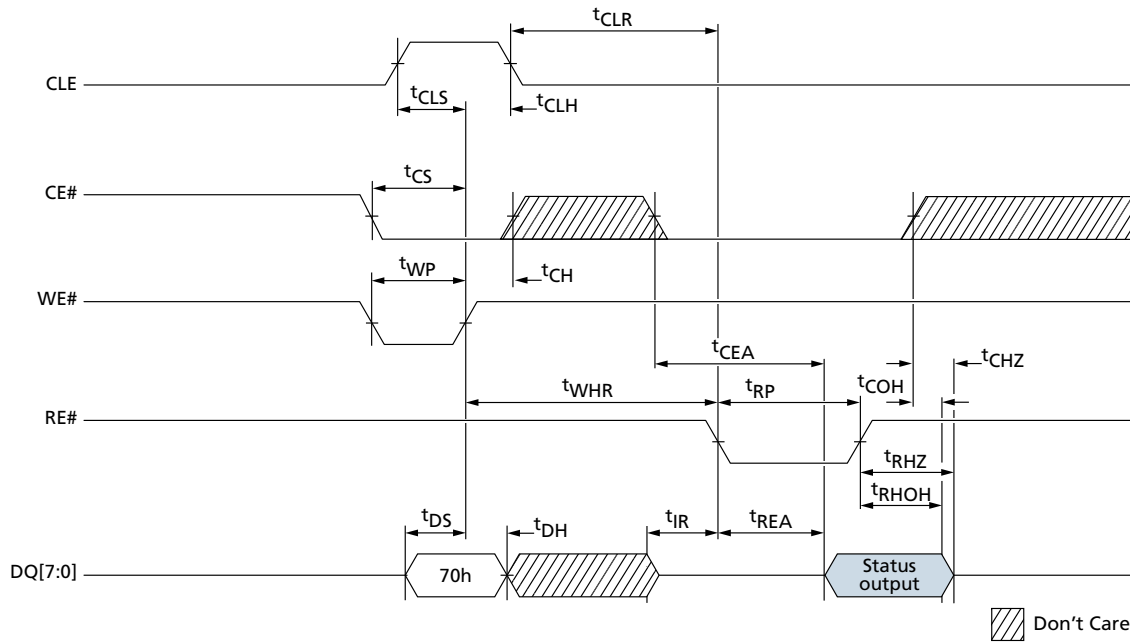 tCLR
CLE
tCLS
tCLH
CE#
tCS
tCH
WE#
tWP
tCEA
tCHZ
tCOH
tWHR
tRP
RE#
tRHZ
tRHOH
tDS
tDH
tIR
tREA
DQ[7:0]
70h
Status
output
Don't Care